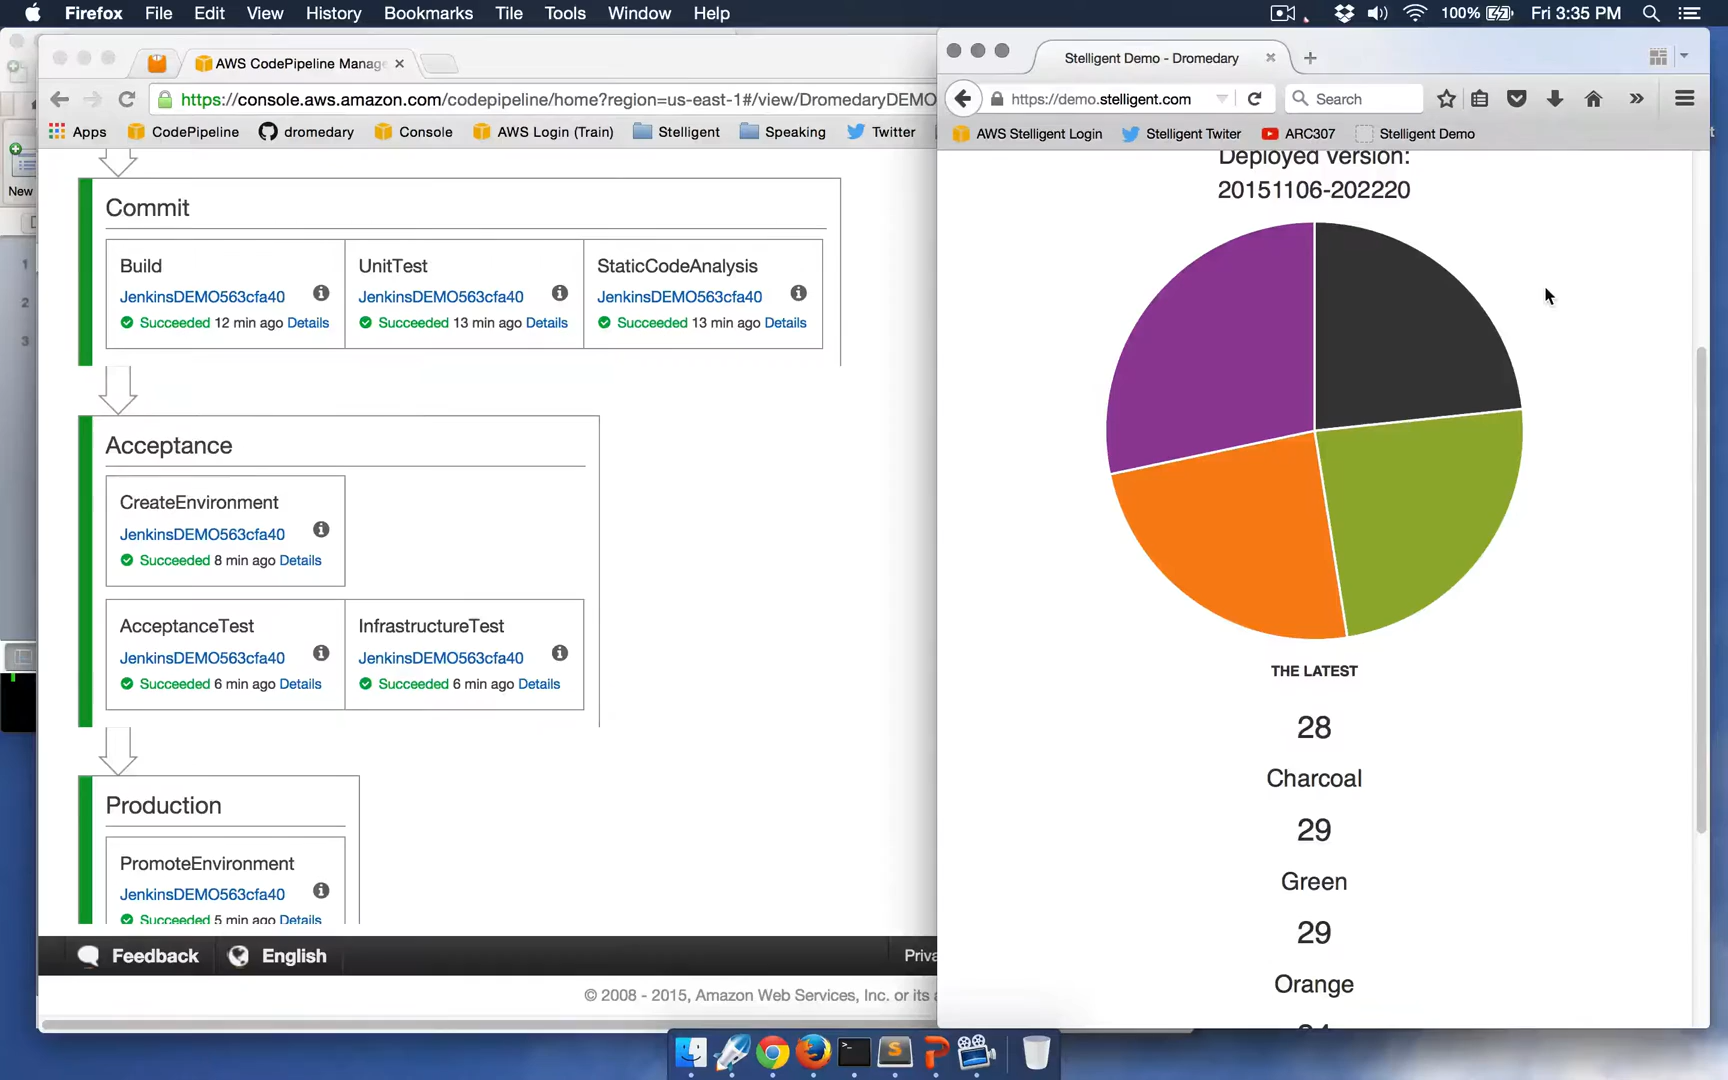 Firefox File Edit View History Bookmarks Tile Tools Window Help 100% Fri 3:35 PM
AWS CodePipeline Manage
https://console.aws.amazon.com/codepipeline/home?region=us-east-1#/view/DromedaryDEMO
Apps CodePipeline dromedary Console AWS Login (Train) Stelligent Speaking Twitter
New
1
2
3
Commit
Build UnitTest StaticCodeAnalysis
JenkinsDEMO563cfa40 JenkinsDEMO563cfa40 JenkinsDEMO563cfa40
Succeeded 12 min ago Details Succeeded 13 min ago Details Succeeded 13 min ago Details
Acceptance
CreateEnvironment
JenkinsDEMO563cfa40
Succeeded 8 min ago Details
AcceptanceTest InfrastructureTest
JenkinsDEMO563cfa40 JenkinsDEMO563cfa40
Succeeded 6 min ago Details Succeeded 6 min ago Details
Production
PromoteEnvironment
JenkinsDEMO563cfa40
Succeeded 5 min ago Details
Feedback English Priva
© 2008 - 2015, Amazon Web Services, Inc. or its a
Stelligent Demo - Dromedary
https://demo.stelligent.com Search
AWS Stelligent Login Stelligent Twiter ARC307 Stelligent Demo
Deployed version:
20151106-202220
THE LATEST
28
Charcoal
29
Green
29
Orange